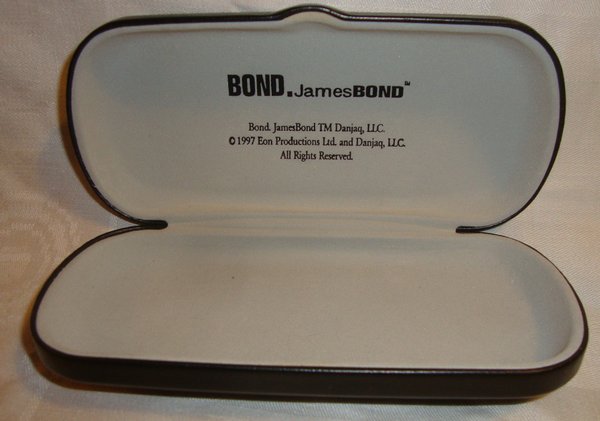 BOND.JamesBOND™
Bond. JamesBond TM Danjaq, LLC.
© 1997 Eon Productions Ltd. and Danjaq, LLC.
All Rights Reserved.